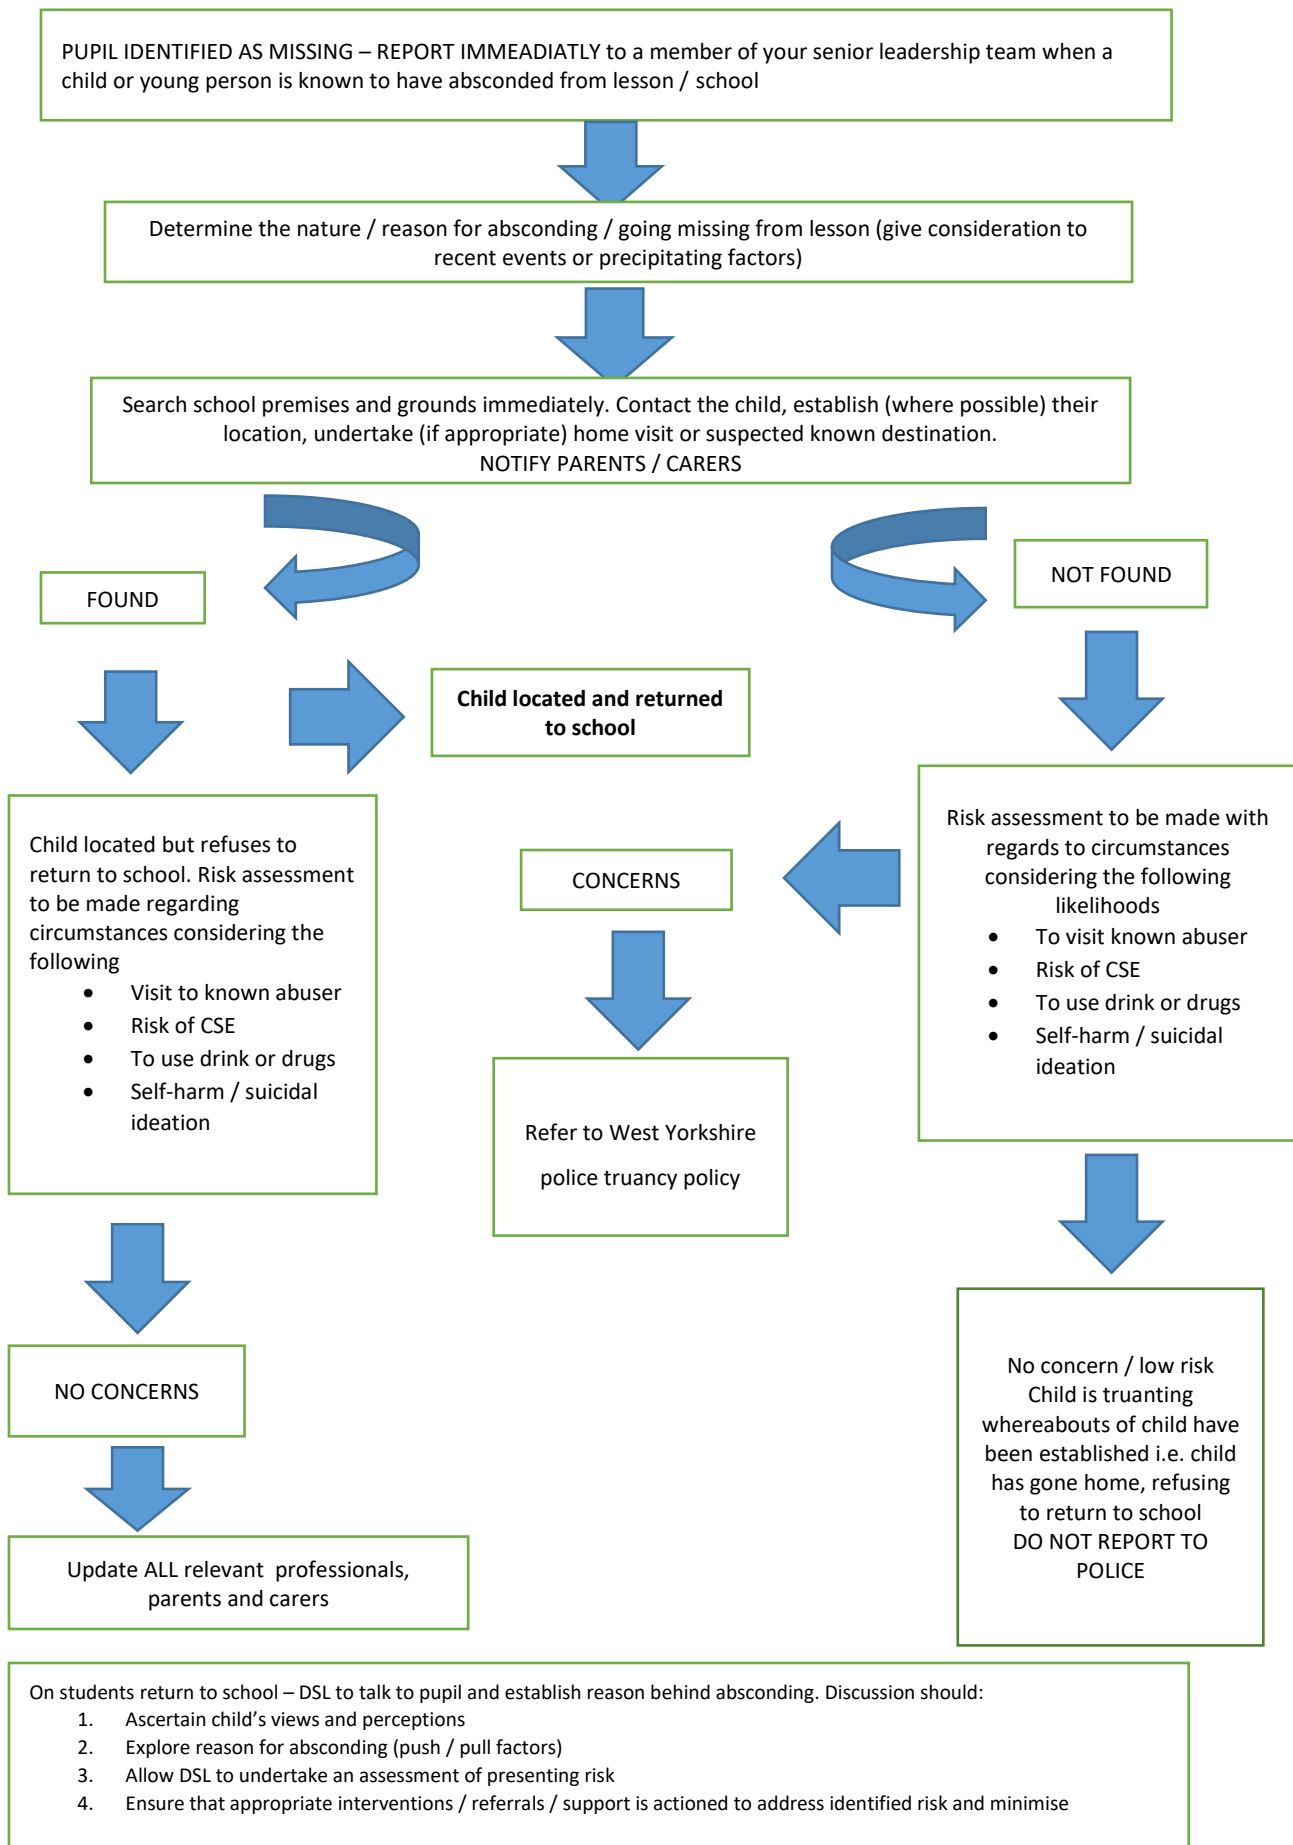 PUPIL IDENTIFIED AS MISSING – REPORT IMMEADIATLY to a member of your senior leadership team when a
child or young person is known to have absconded from lesson / school
Determine the nature / reason for absconding / going missing from lesson (give consideration to
recent events or precipitating factors)
Search school premises and grounds immediately. Contact the child, establish (where possible) their
location, undertake (if appropriate) home visit or suspected known destination.
NOTIFY PARENTS / CARERS
FOUND
NOT FOUND
Child located and returned
to school
Child located but refuses to
return to school. Risk assessment
to be made regarding
circumstances considering the
following
• Visit to known abuser
• Risk of CSE
• To use drink or drugs
• Self-harm / suicidal
ideation
CONCERNS
Risk assessment to be made with
regards to circumstances
considering the following
likelihoods
• To visit known abuser
• Risk of CSE
• To use drink or drugs
• Self-harm / suicidal
ideation
Refer to West Yorkshire
police truancy policy
NO CONCERNS
No concern / low risk
Child is truanting
whereabouts of child have
been established i.e. child
has gone home, refusing
to return to school
DO NOT REPORT TO
POLICE
Update ALL relevant  professionals,
parents and carers
On students return to school – DSL to talk to pupil and establish reason behind absconding. Discussion should:
1. Ascertain child’s views and perceptions
2. Explore reason for absconding (push / pull factors)
3. Allow DSL to undertake an assessment of presenting risk
4. Ensure that appropriate interventions / referrals / support is actioned to address identified risk and minimise